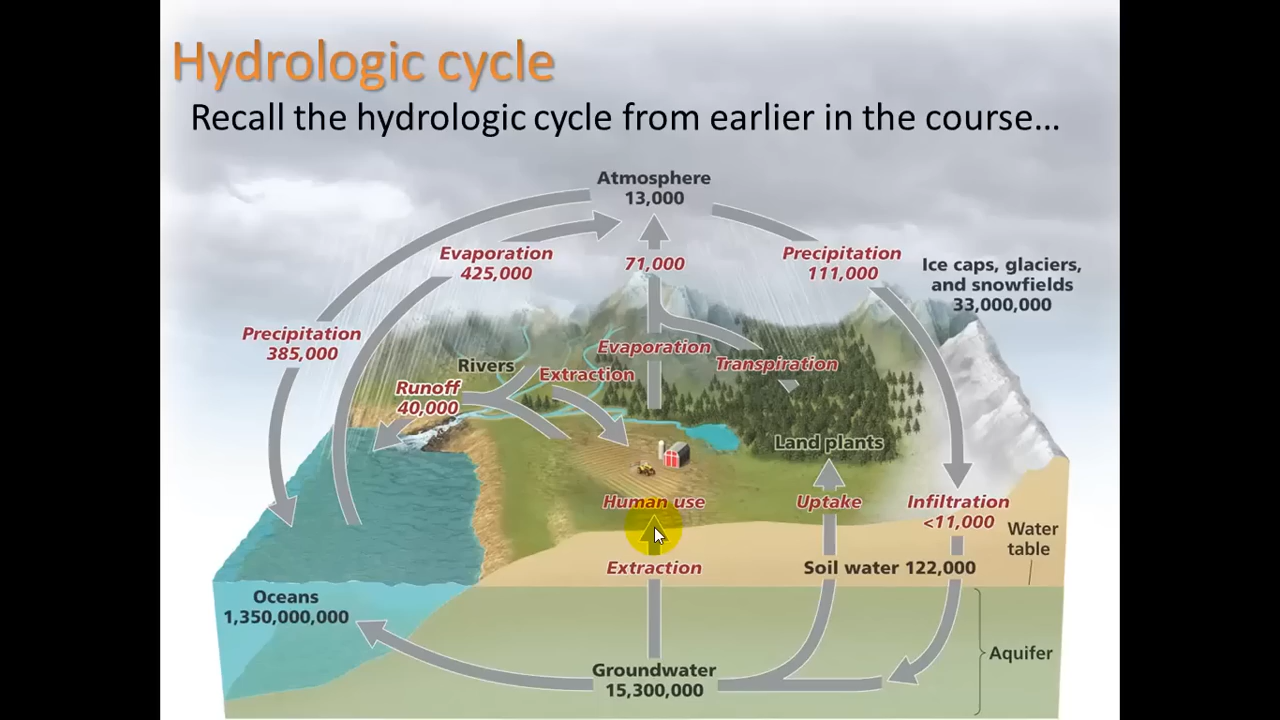 Hydrologic cycle
Recall the hydrologic cycle from earlier in the course...
Atmosphere
13,000
Evaporation
425,000
71,000
Precipitation
111,000
Ice caps, glaciers,
and snowfields
33,000,000
Precipitation
385,000
Rivers
Evaporation
Transpiration
Extraction
Runoff
40,000
Land plants
Human use
Uptake
Infiltration
<11,000
Water
table
Extraction
Soil water 122,000
Oceans
1,350,000,000
Aquifer
Groundwater
15,300,000